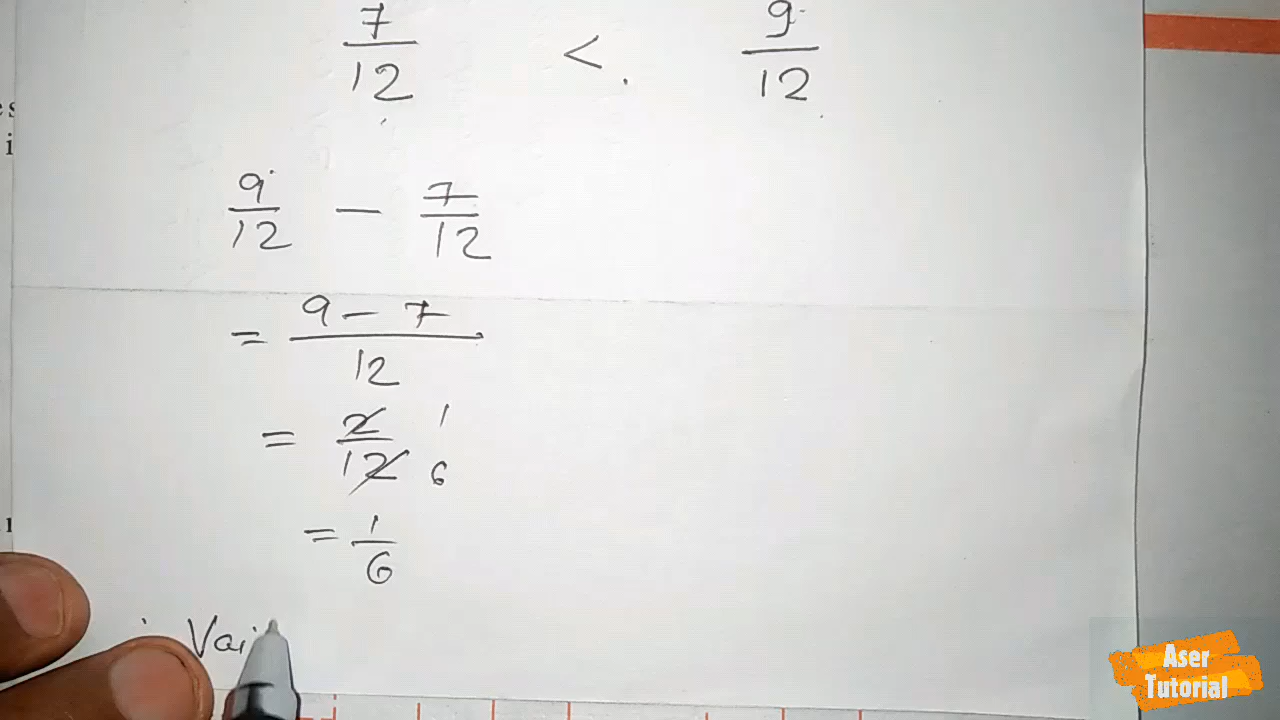 7/12 < . 9/12
9/12 − 7/12
= 9 − 7 / 12
= 2/12 1/6
= 1/6
Vai
Aser
Tutorial